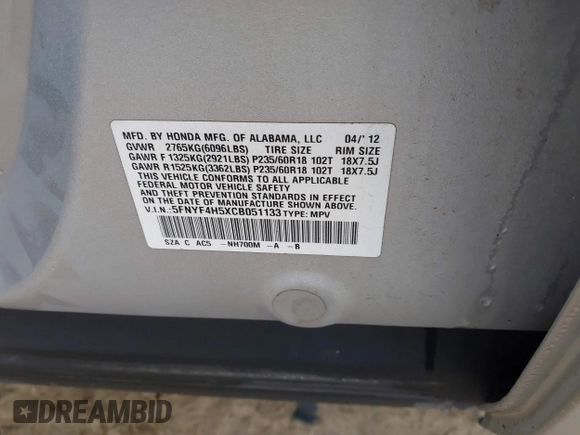 MFD. BY HONDA MFG. OF ALABAMA, LLC 04/'12
GVWR 2765KG(6096LBS) TIRE SIZE RIM SIZE
GAWR F 1325KG(2921LBS) P235/60R18 102T 18X7.5J
GAWR R1525KG(3362LBS) P235/60R18 102T 18X7.5J
THIS VEHICLE CONFORMS TO ALL APPLICABLE
FEDERAL MOTOR VEHICLE SAFETY STANDARDS
AND THEFT PREVENTION STANDARDS IN EFFECT
ON THE DATE OF MANUFACTURE SHOWN ABOVE.
V.I.N.:5FNYF4H5XCB051133 TYPE: MPV
SZA C AC5 -NH700M -A -B
DREAMBID